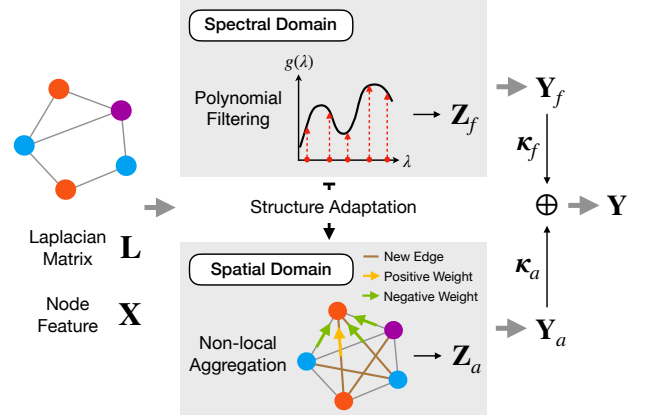 Spectral Domain
g(λ)
Polynomial
Filtering
λ
Z_f
Y_f
κ_f
Structure Adaptation
⊕
Y
Laplacian
Matrix
L
Node
Feature
X
Spatial Domain
New Edge
Positive Weight
Negative Weight
Non-local
Aggregation
Z_a
κ_a
Y_a